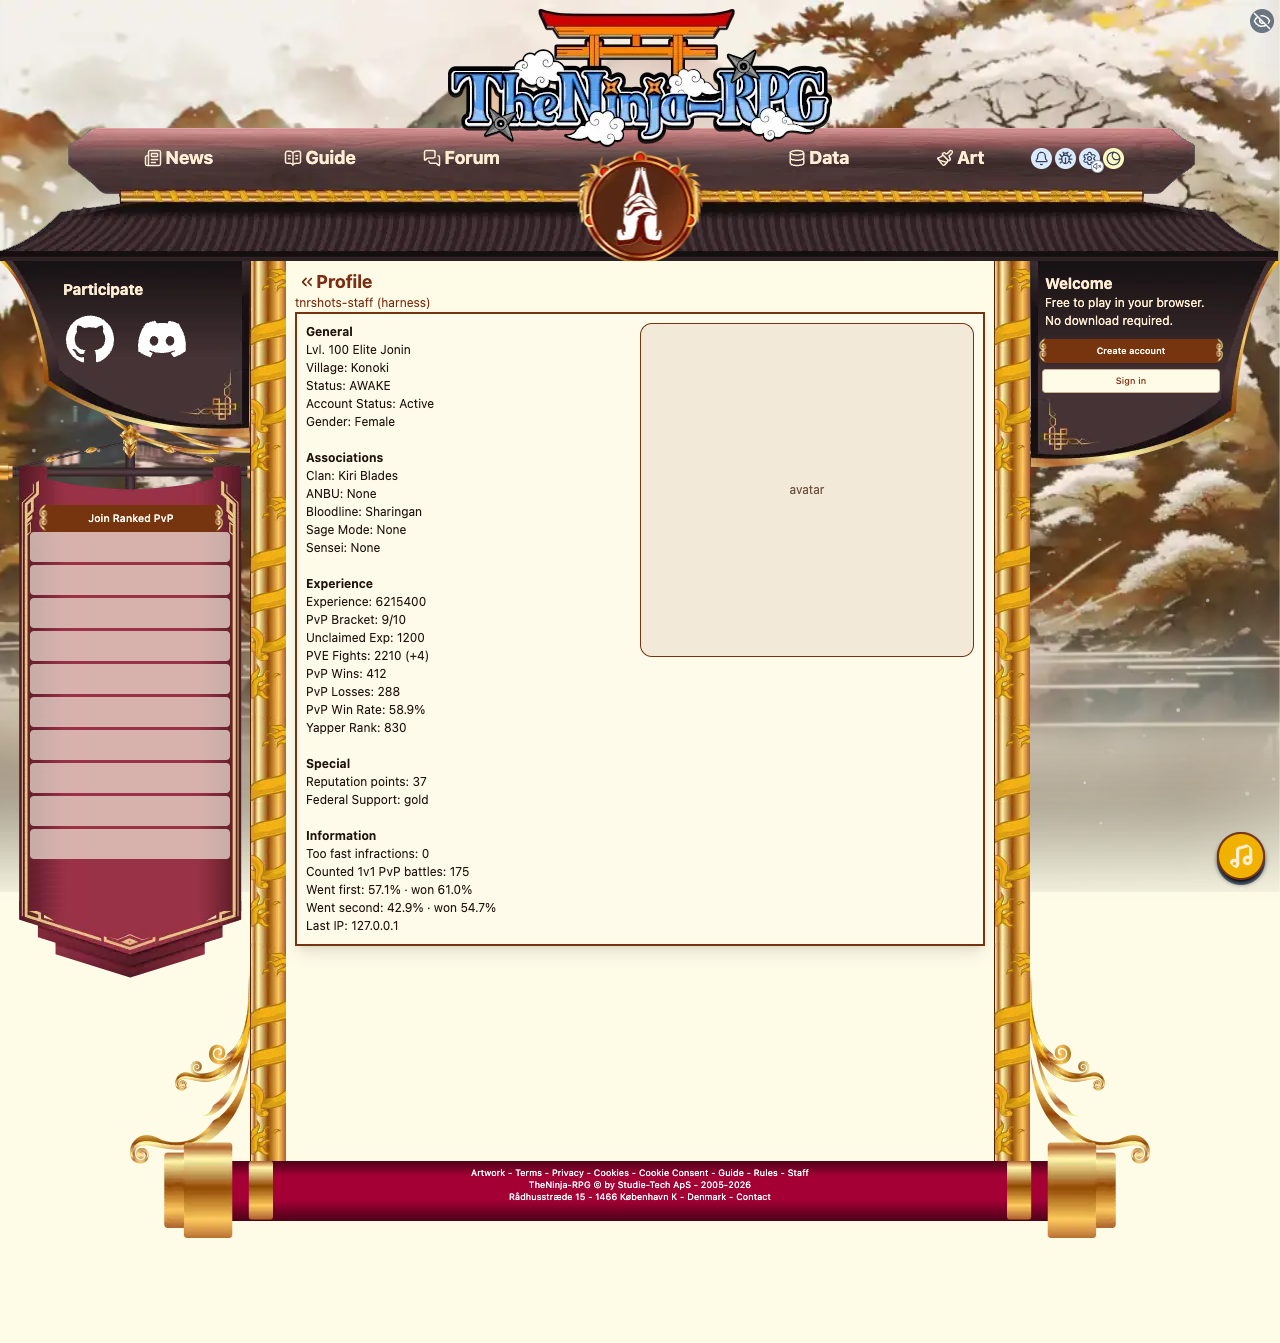 TheNinja-RPG
News
Guide
Forum
Data
Art
Participate
Join Ranked PvP
Profile
tnrshots-staff (harness)
General
Lvl. 100 Elite Jonin
Village: Konoki
Status: AWAKE
Account Status: Active
Gender: Female
Associations
Clan: Kiri Blades
ANBU: None
Bloodline: Sharingan
Sage Mode: None
Sensei: None
Experience
Experience: 6215400
PvP Bracket: 9/10
Unclaimed Exp: 1200
PVE Fights: 2210 (+4)
PvP Wins: 412
PvP Losses: 288
PvP Win Rate: 58.9%
Yapper Rank: 830
Special
Reputation points: 37
Federal Support: gold
Information
Too fast infractions: 0
Counted 1v1 PvP battles: 175
Went first: 57.1% · won 61.0%
Went second: 42.9% · won 54.7%
Last IP: 127.0.0.1
avatar
Welcome
Free to play in your browser.
No download required.
Create account
Sign in
Artwork - Terms - Privacy - Cookies - Cookie Consent - Guide - Rules - Staff
TheNinja-RPG © by Studie-Tech ApS - 2005-2026
Rådhusstræde 15 - 1466 København K - Denmark - Contact